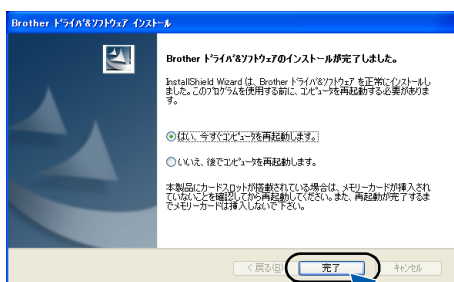 Brother ﾄﾞﾗｲﾊﾞ&ｿﾌﾄｳｪｱ ｲﾝｽﾄｰﾙ
Brother ﾄﾞﾗｲﾊﾞ&ｿﾌﾄｳｪｱのインストールが完了しました。
InstallShield Wizard は、Brother ﾄﾞﾗｲﾊﾞ&ｿﾌﾄｳｪｱ を正常にｲﾝｽﾄｰﾙし
ました。このﾌﾟﾛｸﾞﾗﾑを使用する前に、ｺﾝﾋﾟｭｰﾀを再起動する必要がありま
す。
はい、今すぐｺﾝﾋﾟｭｰﾀを再起動します。
いいえ、後でｺﾝﾋﾟｭｰﾀを再起動します。
本製品にカードスロットが搭載されている場合は、メモリーカードが挿入され
ていないことを確認してから再起動してください。また、再起動が完了するま
でメモリーカードは挿入しないで下さい。
< 戻る(B) 完了 ｷｬﾝｾﾙ